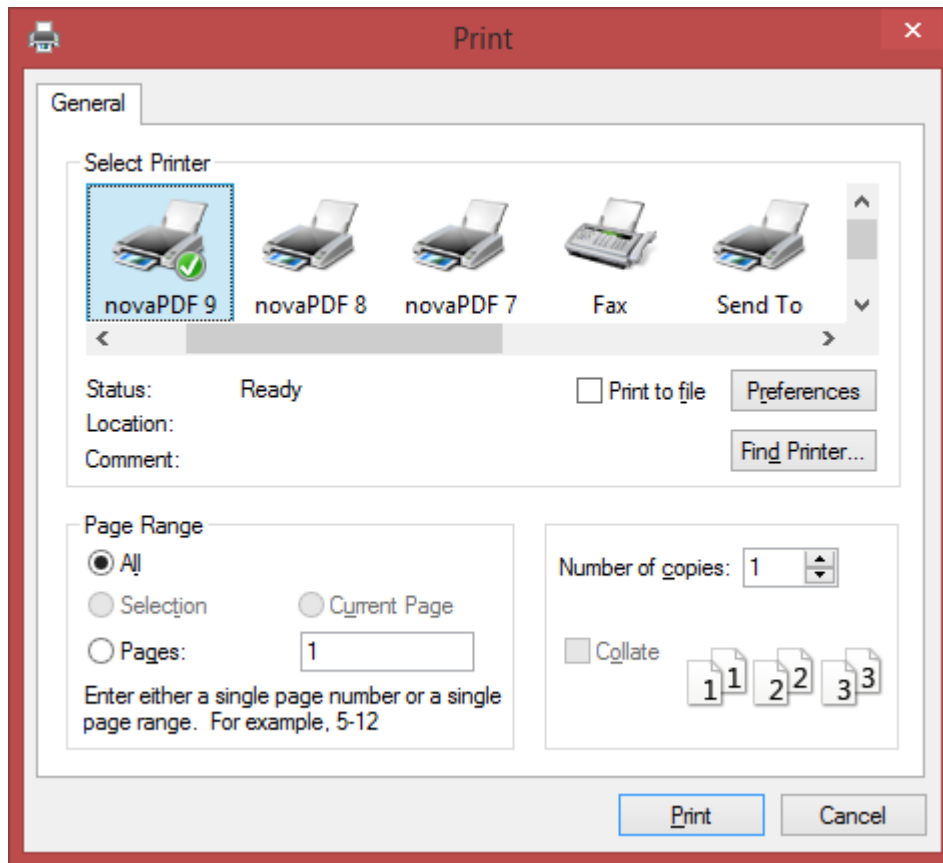 Print
General
Select Printer
novaPDF 9 novaPDF 8 novaPDF 7 Fax Send To
Status: Ready
Print to file
Preferences
Location:
Comment:
Find Printer...
Page Range
All
Selection Current Page
Pages: 1
Enter either a single page number or a single
page range. For example, 5-12
Number of copies: 1
Collate
1 1 2 2 3 3
Print Cancel